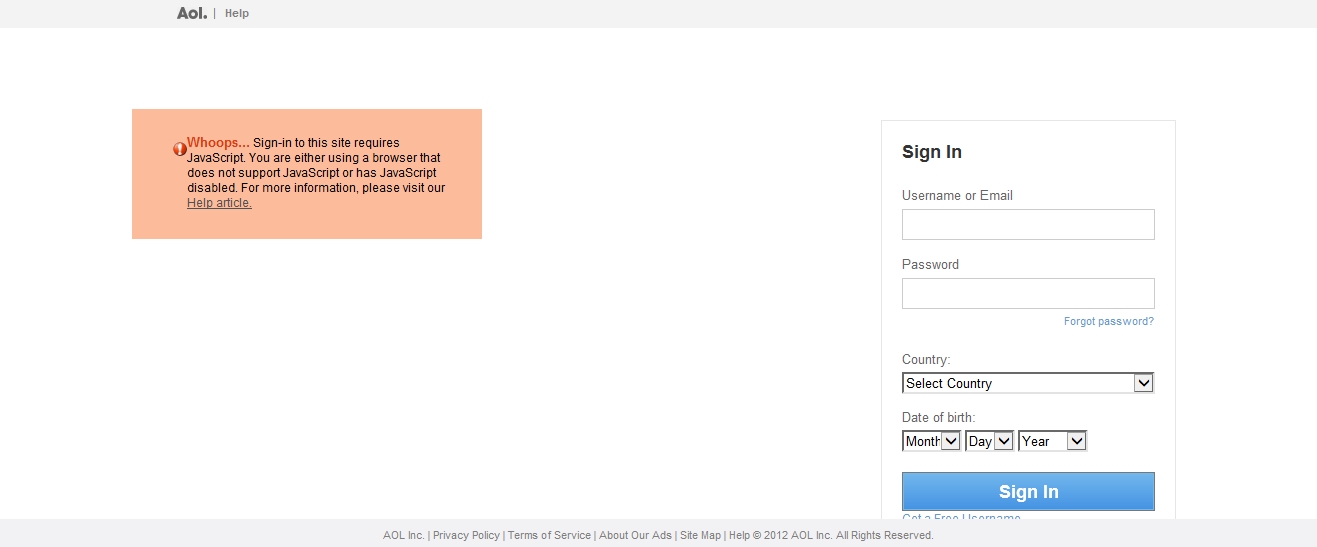 Aol. | Help
Whoops... Sign-in to this site requires
JavaScript. You are either using a browser that
does not support JavaScript or has JavaScript
disabled. For more information, please visit our
Help article.
Sign In
Username or Email
Password
Forgot password?
Country:
Select Country
Date of birth:
Month Day Year
Sign In
Get a Free Username
AOL Inc. | Privacy Policy | Terms of Service | About Our Ads | Site Map | Help © 2012 AOL Inc. All Rights Reserved.